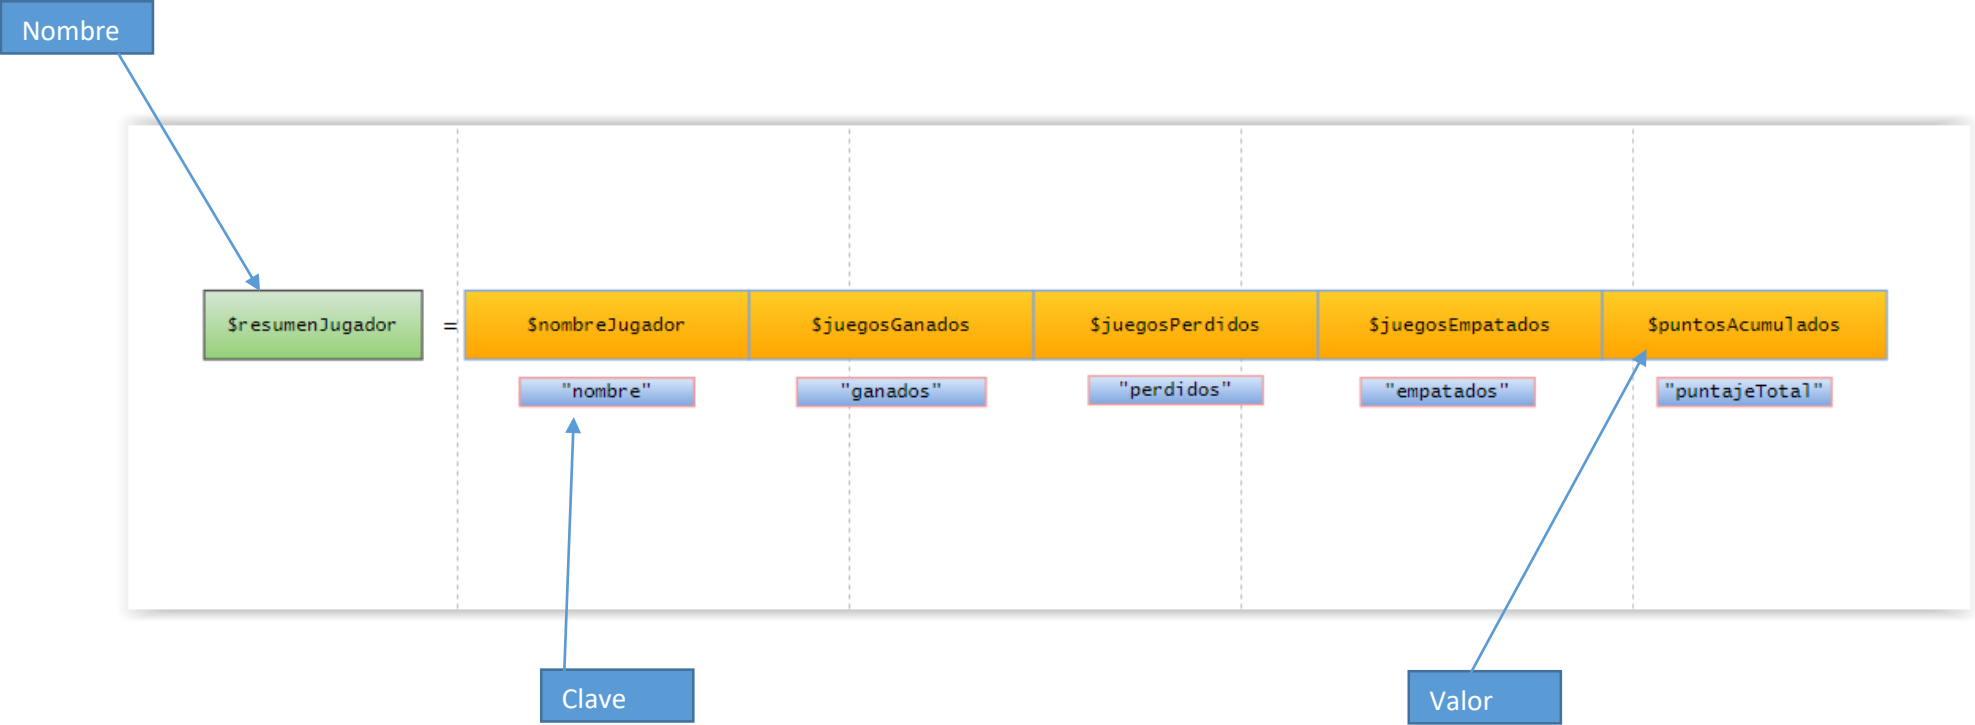 Nombre
$resumenJugador = $nombreJugador $juegosGanados $juegosPerdidos $juegosEmpatados $puntosAcumulados
"nombre" "ganados" "perdidos" "empatados" "puntajeTotal"
Clave Valor